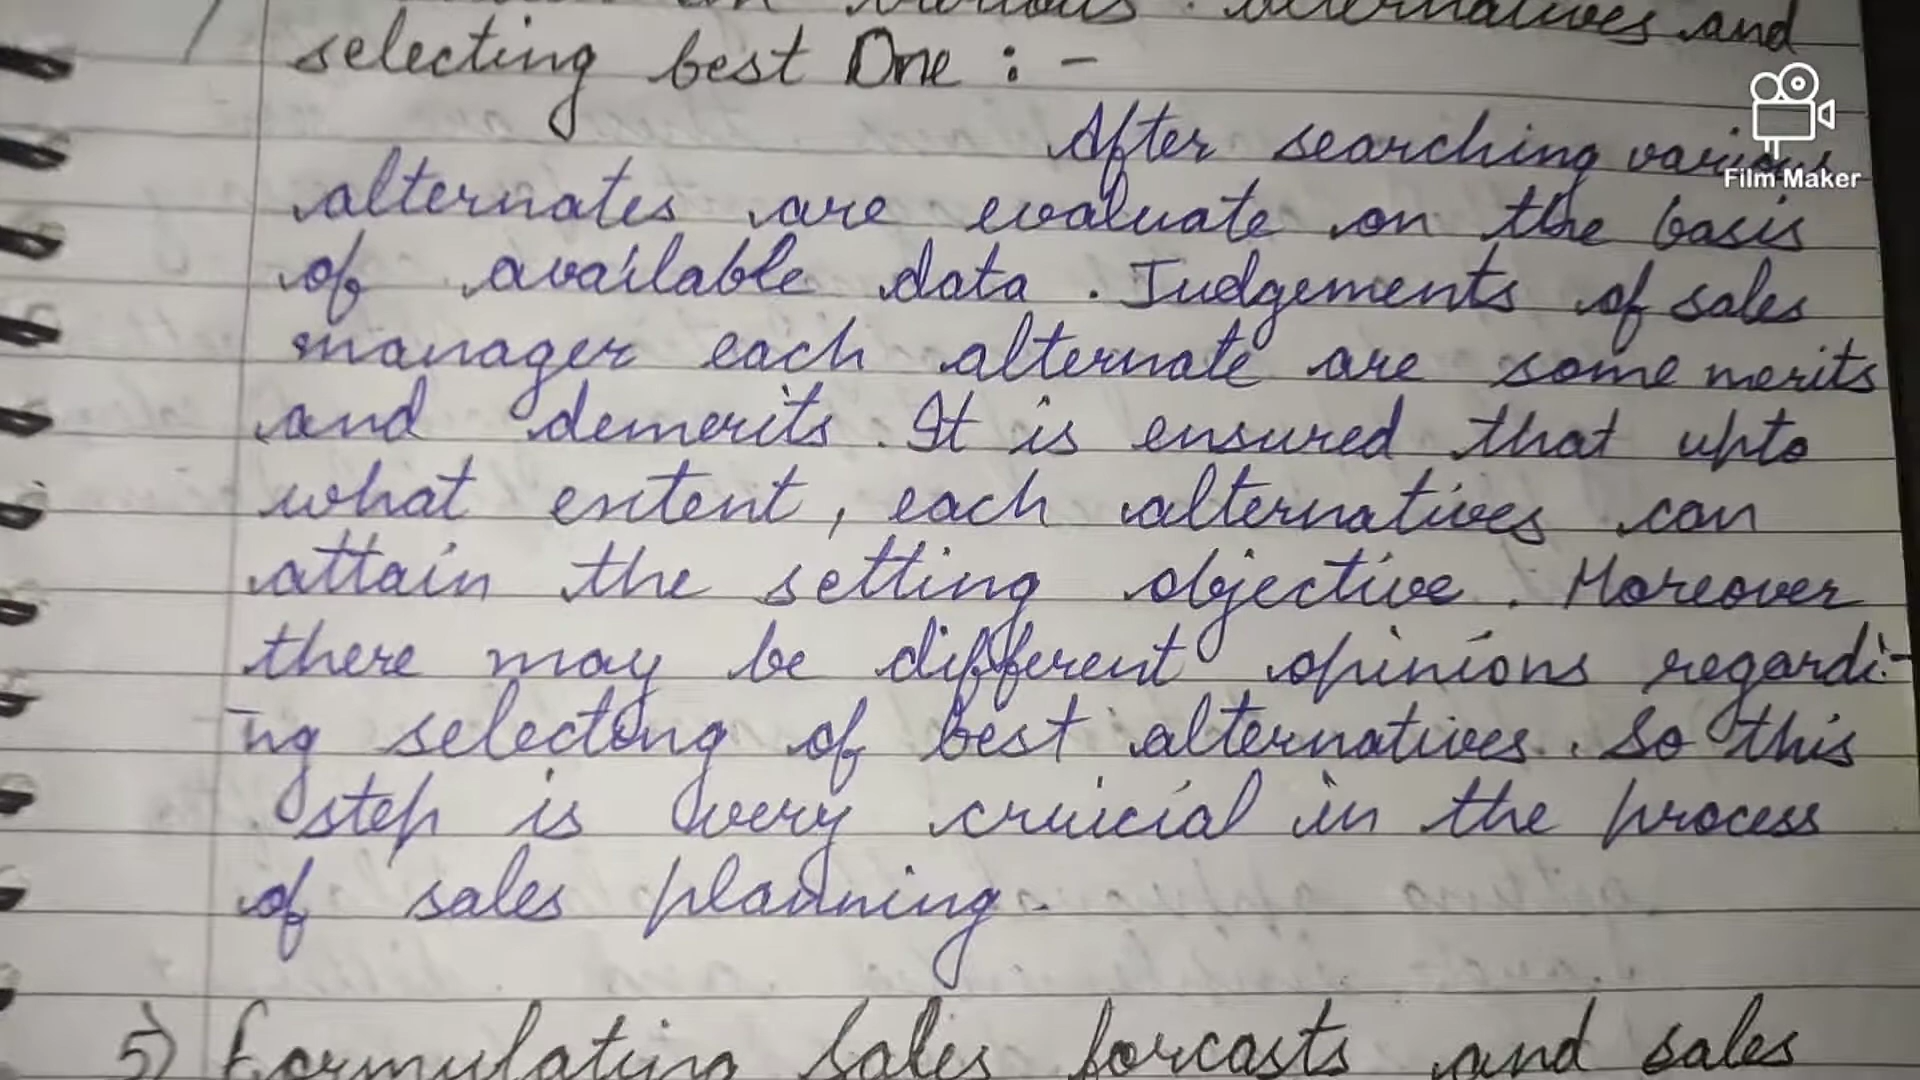 various alternatives and
selecting best One : -
After searching various
alternates are evaluate on the basis
of available data . Judgements of sales
manager each alternate are some merits
and demerits . It is ensured that upto
what extent , each alternatives can
attain the setting objective . Moreover
there may be different opinions regardi-
ng selecting of best alternatives . So this
step is very crucial in the process
of sales planning .
5) Formulating Sales forcasts and sales
Film Maker